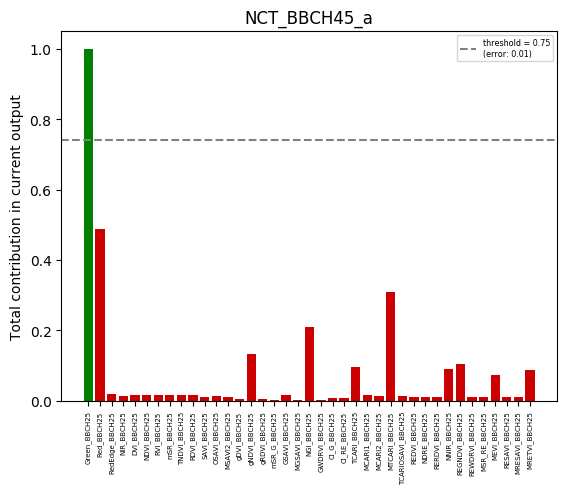 NCT_BBCH45_a
threshold = 0.75
(error: 0.01)
Total contribution in current output
1.0
0.8
0.6
0.4
0.2
0.0
Green_BBCH25
Red_BBCH25
RedEdge_BBCH25
NIR_BBCH25
DVI_BBCH25
NDVI_BBCH25
RVI_BBCH25
mSR_BBCH25
TNDVI_BBCH25
RDVI_BBCH25
SAVI_BBCH25
OSAVI_BBCH25
MSAVI2_BBCH25
gDVI_BBCH25
gNDVI_BBCH25
gRDVI_BBCH25
mSR_G_BBCH25
GSAVI_BBCH25
MGSAVI_BBCH25
NGI_BBCH25
GWDRVI_BBCH25
CI_G_BBCH25
CI_RE_BBCH25
TCARI_BBCH25
MCARI1_BBCH25
MCARI2_BBCH25
MTCARI_BBCH25
TCARIOSAVI_BBCH25
REDVI_BBCH25
NDRE_BBCH25
RERDVI_BBCH25
NNIR_BBCH25
REGNDVI_BBCH25
REWDRVI_BBCH25
MSR_RE_BBCH25
MEVI_BBCH25
RESAVI_BBCH25
MRESAVI_BBCH25
MRETVI_BBCH25